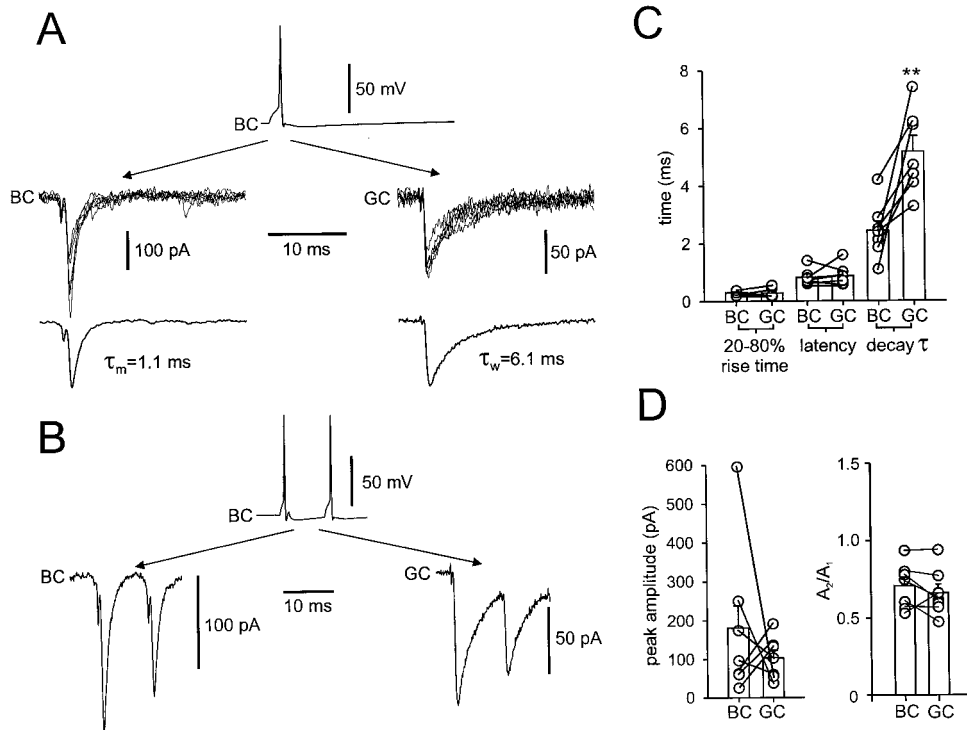 A
50 mV
BC
BC
100 pA
10 ms
GC
50 pA
τm=1.1 ms
τw=6.1 ms
B
50 mV
BC
BC
100 pA
10 ms
GC
50 pA
C
**
8
6
4
2
0
time (ms)
BC GC BC GC BC GC
20-80% rise time
latency
decay τ
D
600
500
400
300
200
100
0
peak amplitude (pA)
BC GC
1.5
1.0
0.5
0
A2/A1
BC GC